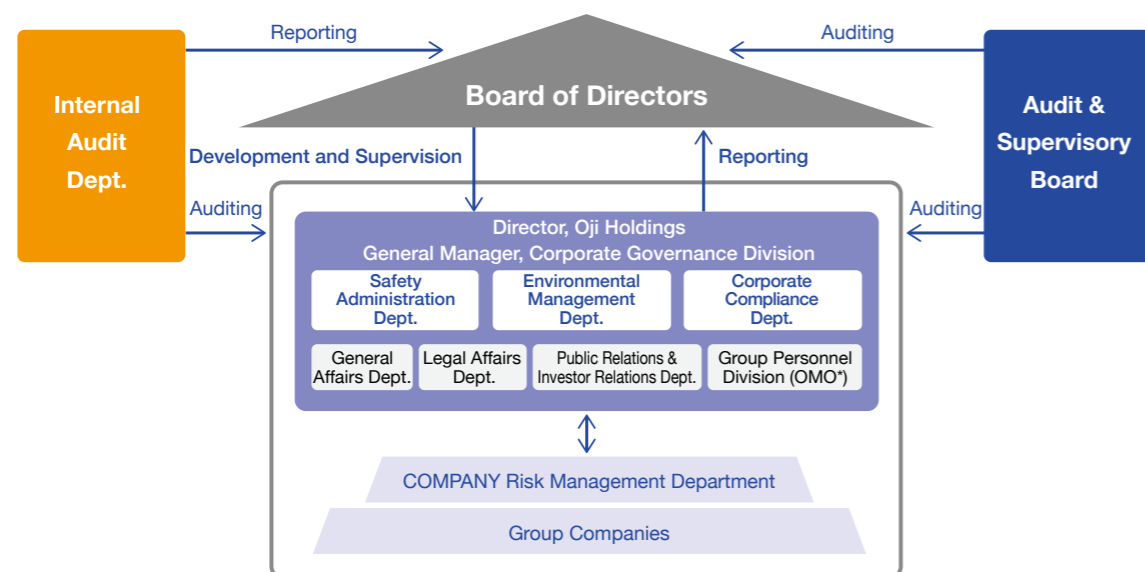 Reporting
Auditing
Internal
Audit
Dept.
Board of Directors
Audit &
Supervisory
Board
Development and Supervision
Reporting
Auditing
Auditing
Director, Oji Holdings
General Manager, Corporate Governance Division
Safety
Administration
Dept.
Environmental
Management
Dept.
Corporate
Compliance
Dept.
General
Affairs Dept.
Legal Affairs
Dept.
Public Relations &
Investor Relations Dept.
Group Personnel
Division (OMO*)
COMPANY Risk Management Department
Group Companies